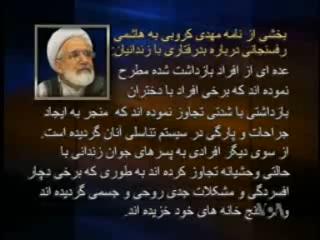 بخشی از نامه مهدی کروبی به هاشمی
رفسنجانی درباره بدرفتاری با زندانیان:
عده ای از افراد بازداشت شده مطرح
نموده اند که برخی افراد با دختران
بازداشتی با شدتی تجاوز نموده اند که منجر به ایجاد
جراحات و پارگی در سیستم تناسلی آنان گردیده است.
از سوی دیگر افرادی به پسرهای جوان زندانی با
حالتی وحشیانه تجاوز کرده اند به طوری که برخی دچار
افسردگی و مشکلات جدی روحی و جسمی گردیده اند
کنج خانه های خود خزیده اند.